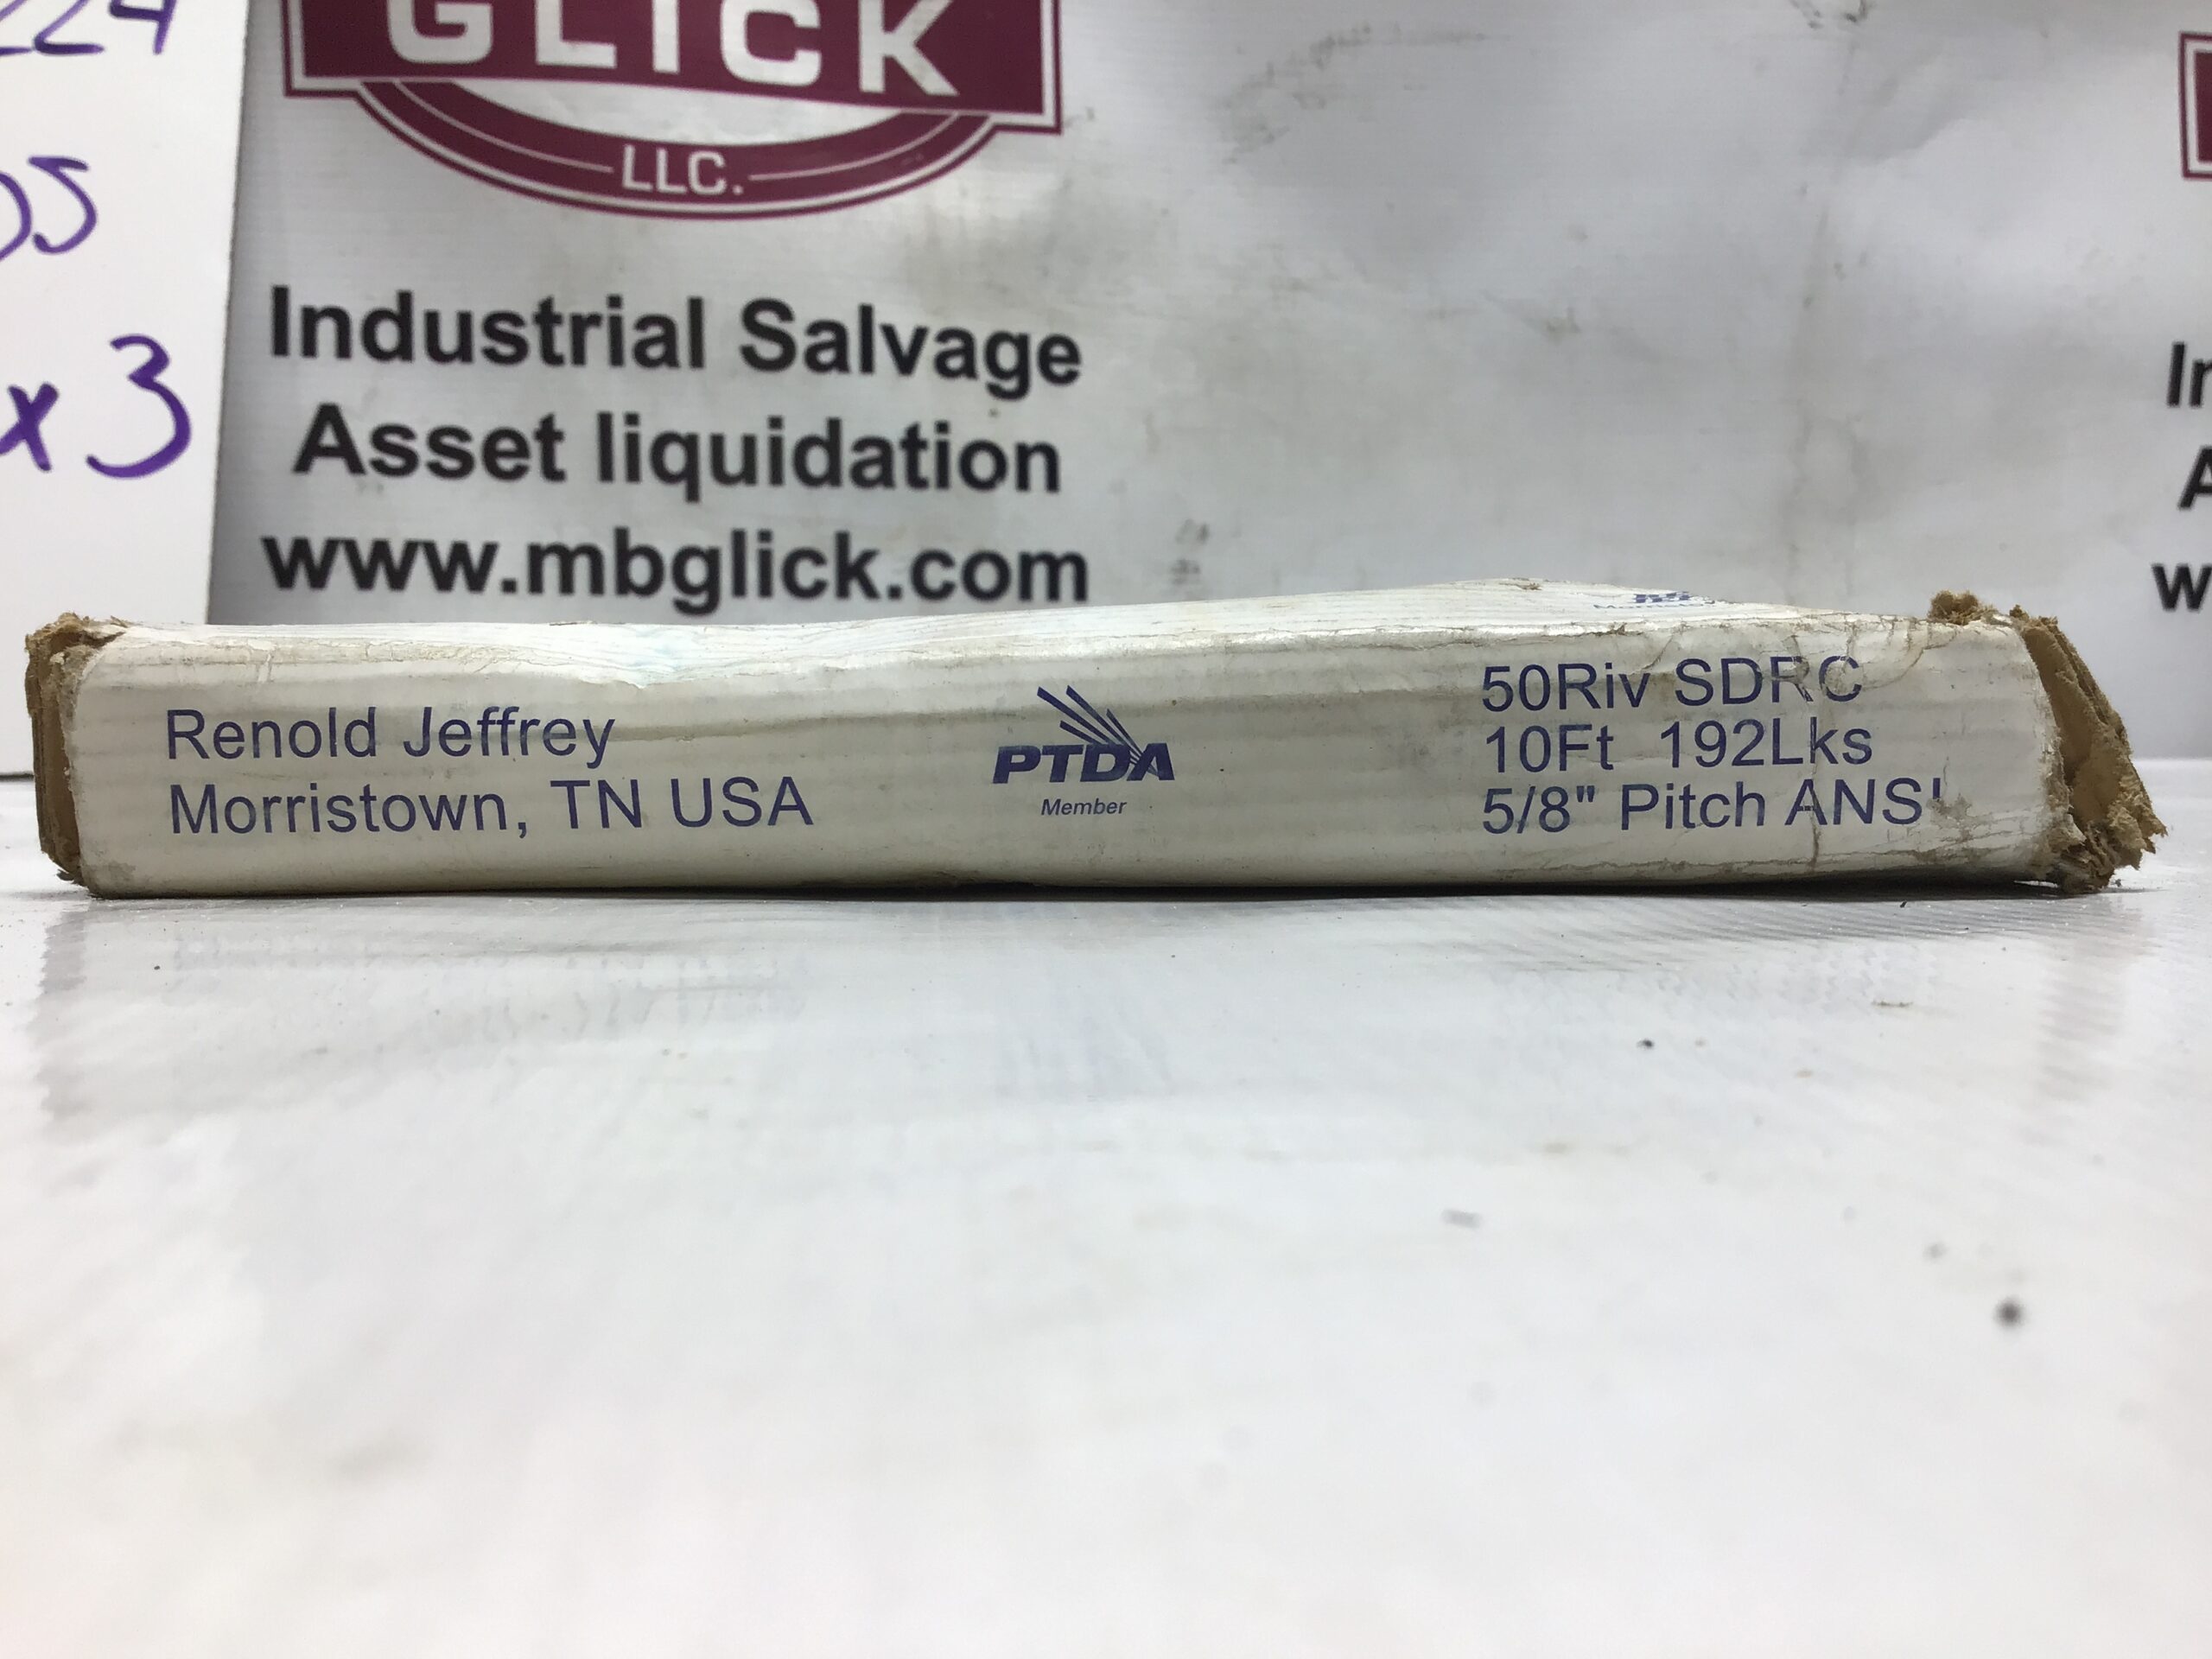 GLICK
LLC.
Industrial Salvage
Asset liquidation
www.mbglick.com
x 3
Renold Jeffrey
Morristown, TN USA
PTDA
Member
50Riv SDRC
10Ft 192Lks
5/8" Pitch ANSI